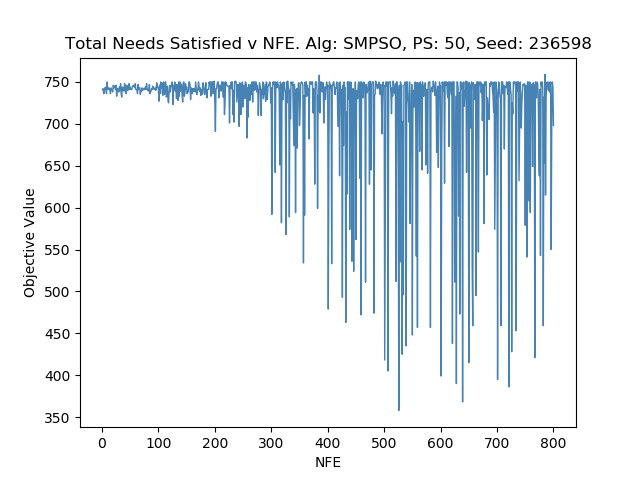 Total Needs Satisfied v NFE. Alg: SMPSO, PS: 50, Seed: 236598
Objective Value
750
700
650
600
550
500
450
400
350
0 100 200 300 400 500 600 700 800
NFE